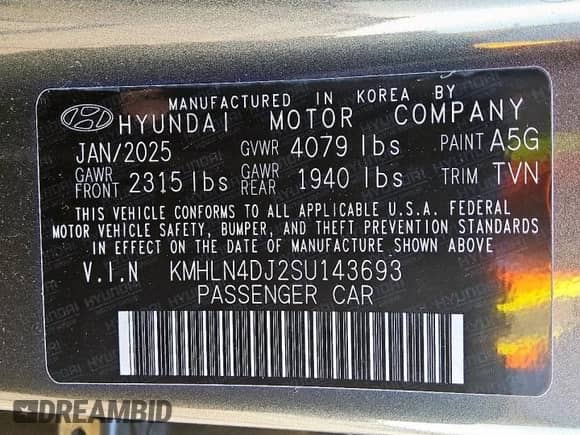 MANUFACTURED IN KOREA BY
HYUNDAI MOTOR COMPANY
JAN/2025 GVWR 4079 lbs PAINT A5G
GAWR FRONT 2315 lbs GAWR REAR 1940 lbs TRIM TVN
THIS VEHICLE CONFORMS TO ALL APPLICABLE U.S.A. FEDERAL
MOTOR VEHICLE SAFETY, BUMPER, AND THEFT PREVENTION STANDARDS
IN EFFECT ON THE DATE OF MANUFACTURE SHOWN ABOVE
V.I.N KMHLN4DJ2SU143693
PASSENGER CAR
DREAMBID